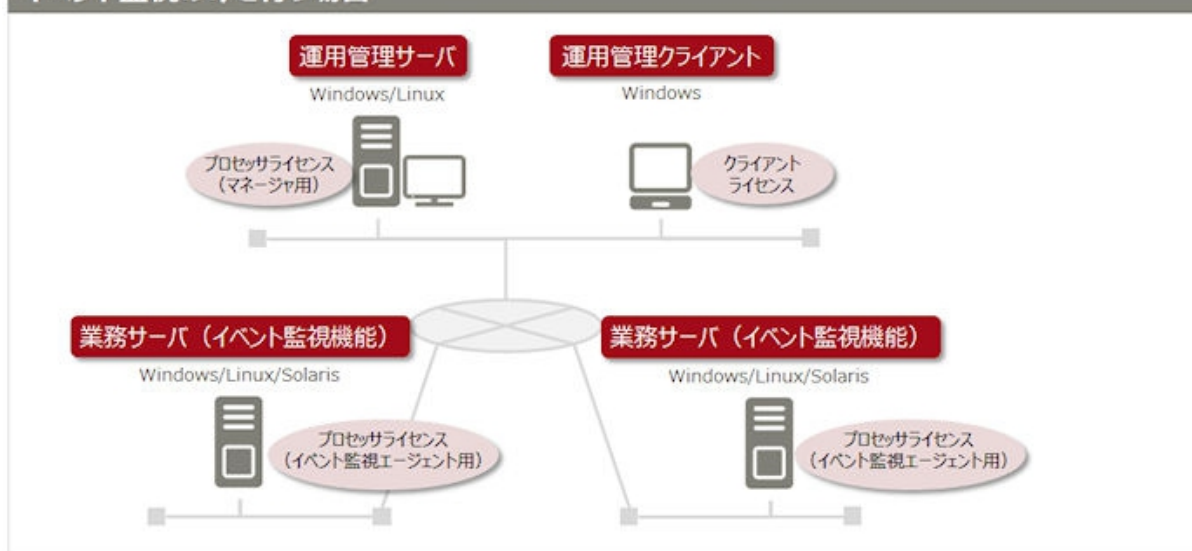 運用管理サーバ
運用管理クライアント
Windows/Linux
Windows
プロセッサライセンス
(マネージャ用)
クライアント
ライセンス
業務サーバ(イベント監視機能)
業務サーバ(イベント監視機能)
Windows/Linux/Solaris
Windows/Linux/Solaris
プロセッサライセンス
(イベント監視エージェント用)
プロセッサライセンス
(イベント監視エージェント用)